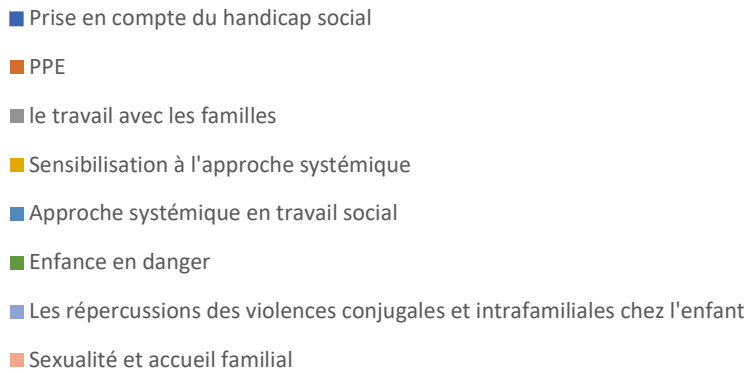 Prise en compte du handicap social
PPE
le travail avec les familles
Sensibilisation à l'approche systémique
Approche systémique en travail social
Enfance en danger
Les répercussions des violences conjugales et intrafamiliales chez l'enfant
Sexualité et accueil familial